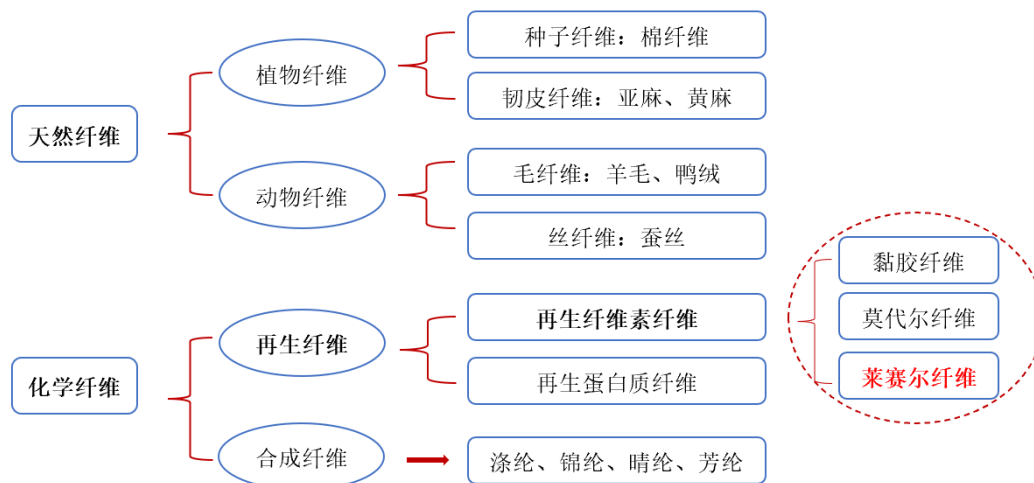 天然纤维
植物纤维
种子纤维：棉纤维
韧皮纤维：亚麻、黄麻
动物纤维
毛纤维：羊毛、鸭绒
丝纤维：蚕丝
化学纤维
再生纤维
再生纤维素纤维
黏胶纤维
莫代尔纤维
莱赛尔纤维
再生蛋白质纤维
合成纤维
涤纶、锦纶、晴纶、芳纶